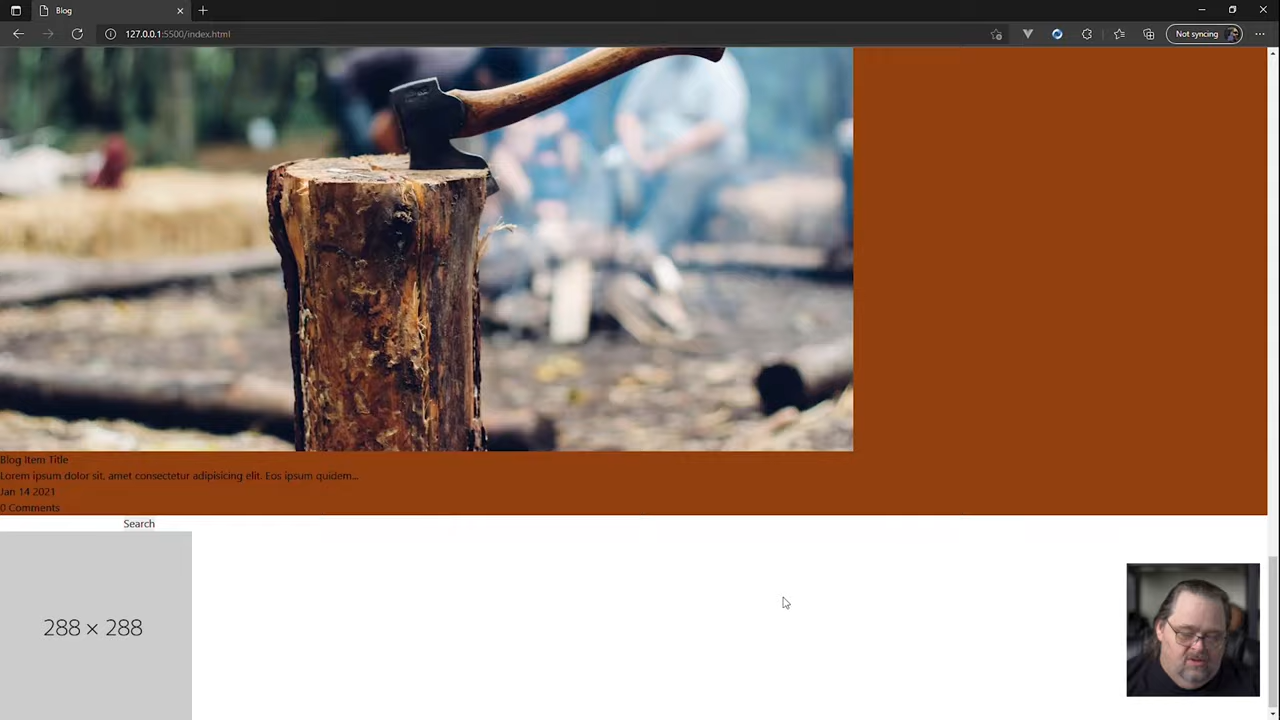 Blog
127.0.0.1:5500/index.html
Not syncing
Blog Item Title
Lorem ipsum dolor sit, amet consectetur adipisicing elit. Eos ipsum quidem...
Jan 14 2021
0 Comments
Search
288 × 288